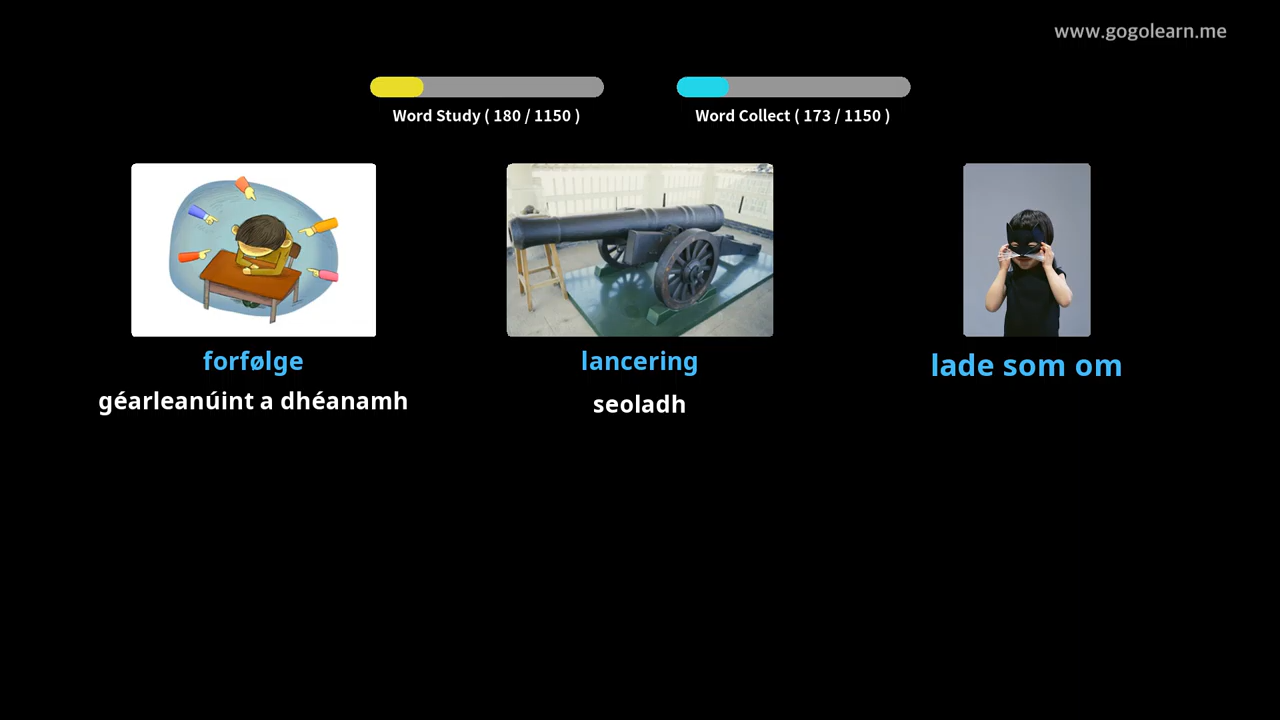 www.gogolearn.me
Word Study ( 180 / 1150 )
Word Collect ( 173 / 1150 )
forfølge
lancering
lade som om
géarleanúint a dhéanamh
seoladh